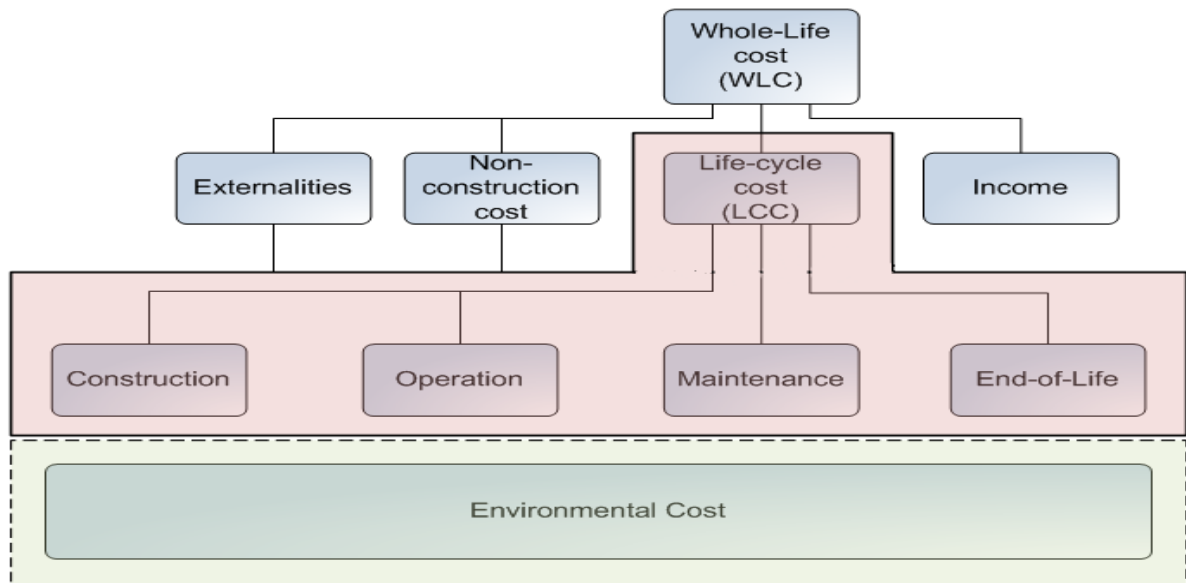 Whole-Life
cost
(WLC)
Externalities
Non-
construction
cost
Life-cycle
cost
(LCC)
Income
Construction
Operation
Maintenance
End-of-Life
Environmental Cost